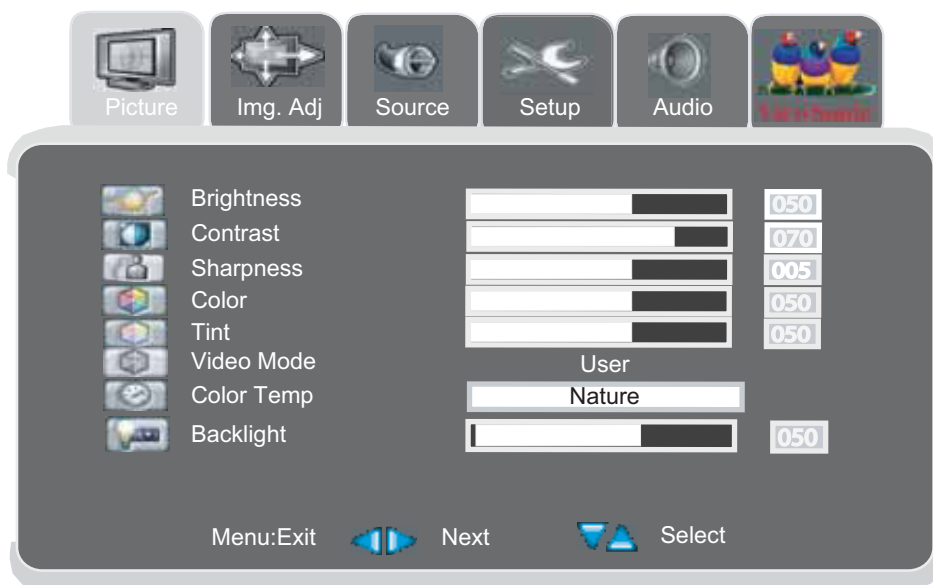 Picture Img. Adj Source Setup Audio ViewSonic
Brightness 050
Contrast 070
Sharpness 005
Color 050
Tint 050
Video Mode User
Color Temp Nature
Backlight 050
Menu:Exit Next Select